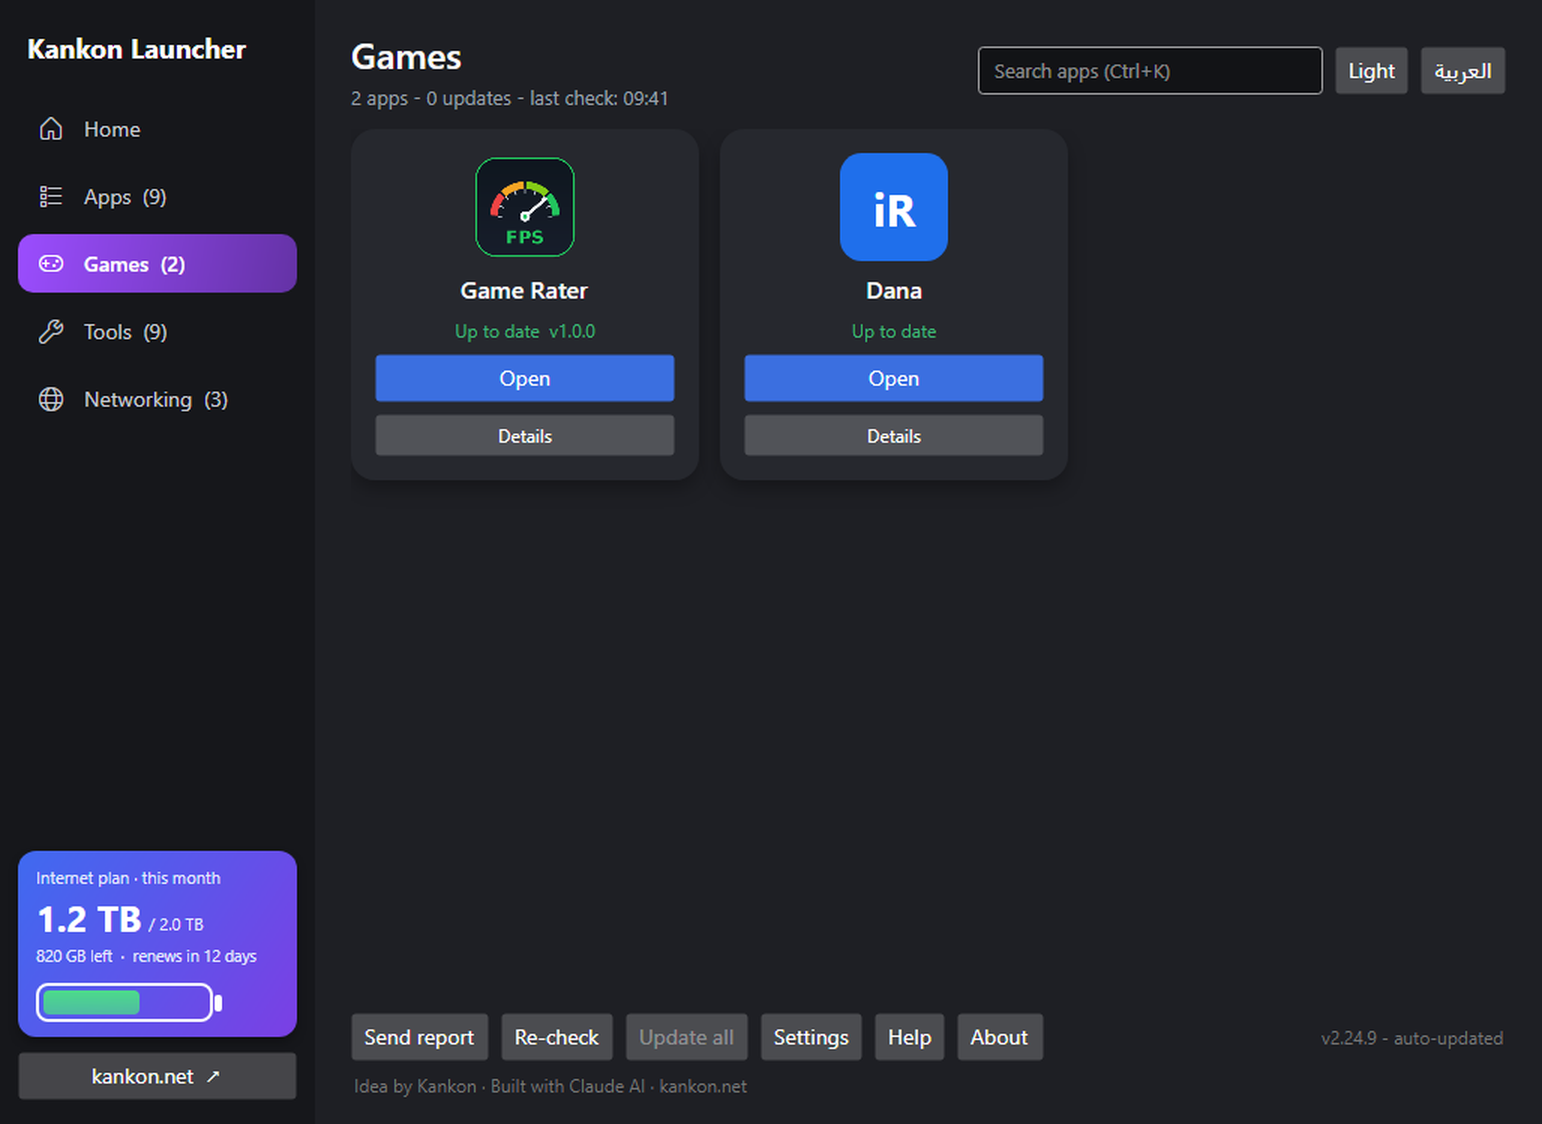 Kankon Launcher
Home
Apps (9)
Games (2)
Tools (9)
Networking (3)
Internet plan · this month
1.2 TB / 2.0 TB
820 GB left · renews in 12 days
kankon.net ↗
Games
2 apps - 0 updates - last check: 09:41
Search apps (Ctrl+K)
Light
العربية
FPS
Game Rater
Up to date v1.0.0
Open
Details
iR
Dana
Up to date
Open
Details
Send report
Re-check
Update all
Settings
Help
About
v2.24.9 - auto-updated
Idea by Kankon · Built with Claude AI · kankon.net